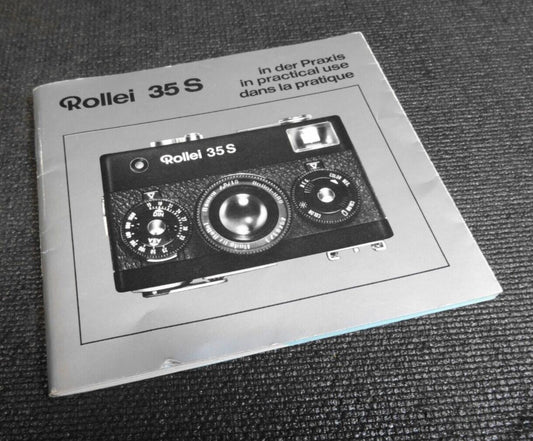 Rollei 35 S
in der Praxis
in practical use
dans la pratique
Rollei 35 S